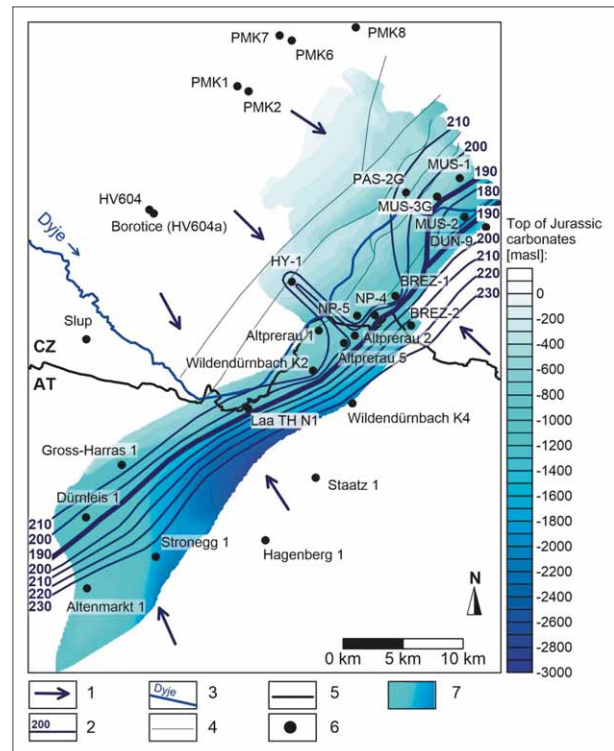 PMK8
PMK7
PMK6
PMK1
PMK2
210
200
MUS-1
190
PAS-2G
180
MUS-3G
190
HV604
MUS-2
Borotice (HV604a)
DUN-9
200
Dyje →
210
HY-1
220
BREZ-1
230
NP-5
NP-4
BREZ-2
Slup
Altprerau 1
Altprerau 2
CZ
Altprerau 5
AT
Wildendürnbach K2
Laa TH N1
Wildendürnbach K4
Gross-Harras 1
Staatz 1
Dürnleis 1
210
200
190
Stronegg 1
Hagenberg 1
200
210
220
230
Altenmarkt 1
N
0 km
5 km
10 km
Top of Jurassic
carbonates
[masl]:
0
-200
-400
-600
-800
-1000
-1200
-1400
-1600
-1800
-2000
-2200
-2400
-2600
-2800
-3000
1
Dyje
3
5
7
200
2
4
6